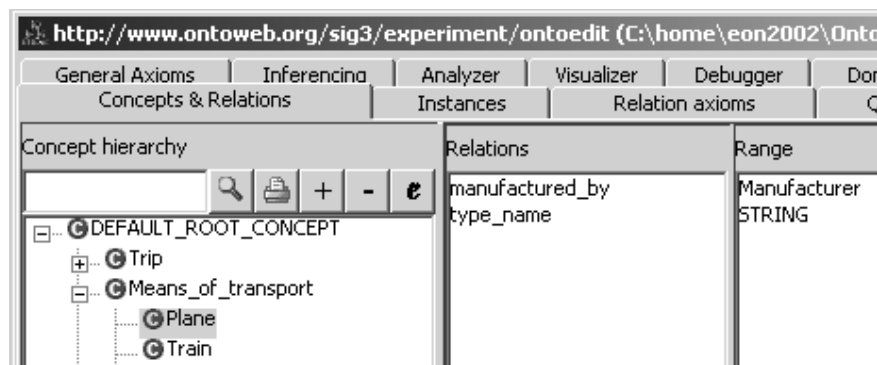 http://www.ontoweb.org/sig3/experiment/ontoedit (C:\home\eon2002\Onto
General Axioms Inferencing Analyzer Visualizer Debugger Dor
Concepts & Relations Instances Relation axioms
Concept hierarchy Relations Range
+ - e
manufactured_by Manufacturer
DEFAULT_ROOT_CONCEPT type_name STRING
Trip
Means_of_transport
Plane
Train